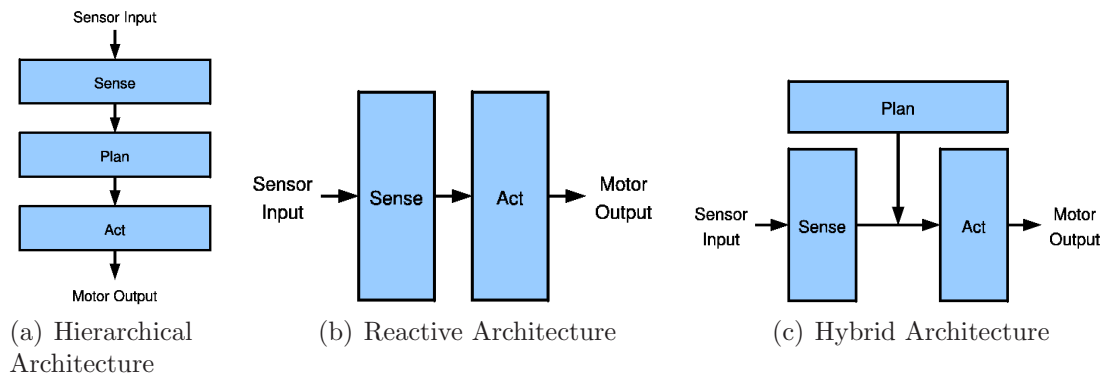 Sensor Input
Sense
Plan
Act
Motor Output
(a) Hierarchical
Architecture
Sensor
Input
Sense
Act
Motor
Output
(b) Reactive Architecture
Plan
Sensor
Input
Sense
Act
Motor
Output
(c) Hybrid Architecture